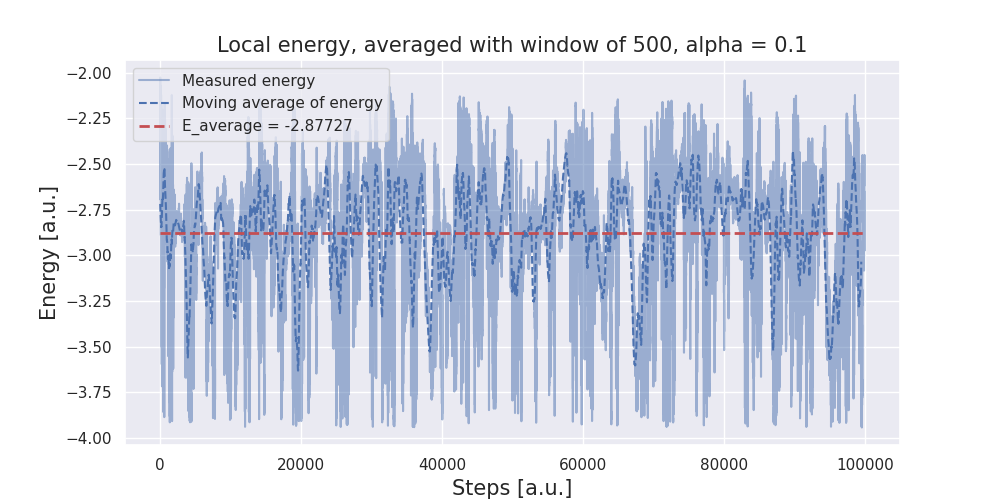 Local energy, averaged with window of 500, alpha = 0.1
Measured energy
Moving average of energy
E_average = -2.87727
Energy [a.u.]
−2.00
−2.25
−2.50
−2.75
−3.00
−3.25
−3.50
−3.75
−4.00
0 20000 40000 60000 80000 100000
Steps [a.u.]